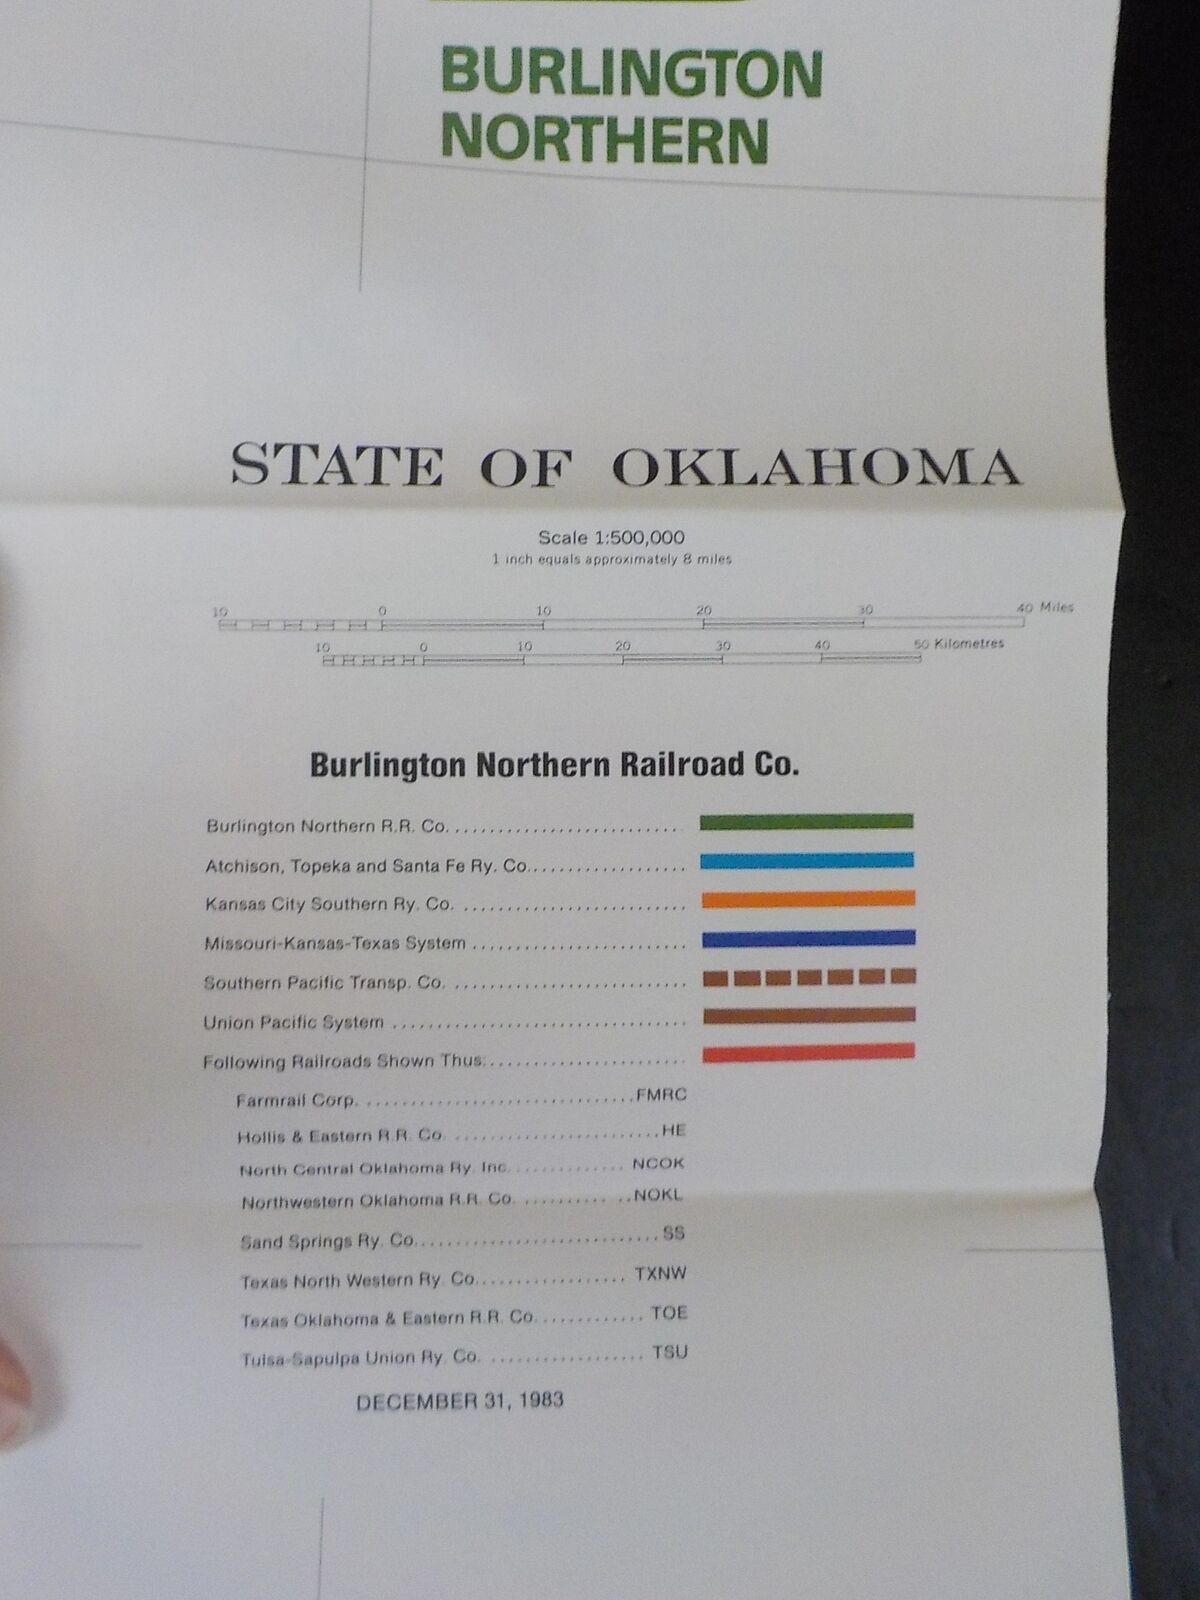 BURLINGTON
NORTHERN
STATE OF OKLAHOMA
Scale 1:500,000
1 inch equals approximately 8 miles
10 0 10 20 30 40 Miles
10 0 10 20 30 40 50 Kilometres
Burlington Northern Railroad Co.
Burlington Northern R.R. Co. ............................
Atchison, Topeka and Santa Fe Ry. Co. ....................
Kansas City Southern Ry. Co. ............................
Missouri-Kansas-Texas System ...........................
Southern Pacific Transp. Co. .............................
Union Pacific System .....................................
Following Railroads Shown Thus: .........................
Farmrail Corp. .................................. FMRC
Hollis & Eastern R.R. Co. .......................... HE
North Central Oklahoma Ry. Inc. .............. NCOK
Northwestern Oklahoma R.R. Co. ............. NOKL
Sand Springs Ry. Co. .............................. SS
Texas North Western Ry. Co. .................. TXNW
Texas Oklahoma & Eastern R.R. Co. ............. TOE
Tulsa-Sapulpa Union Ry. Co. .................... TSU
DECEMBER 31, 1983